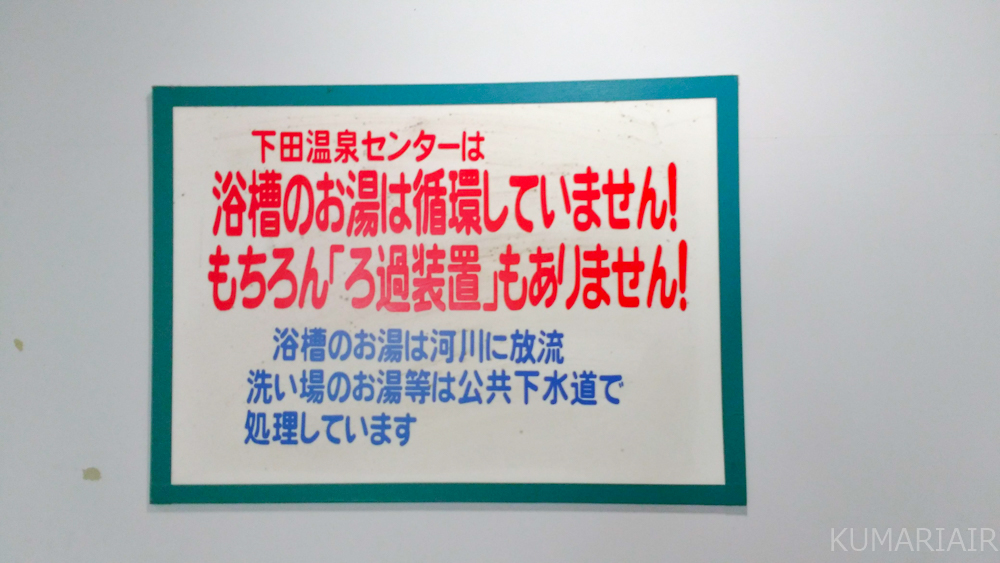 下田温泉センターは
浴槽のお湯は循環していません!
もちろん「ろ過装置」もありません!
浴槽のお湯は河川に放流
洗い場のお湯等は公共下水道で
処理しています
KUMARIAIR